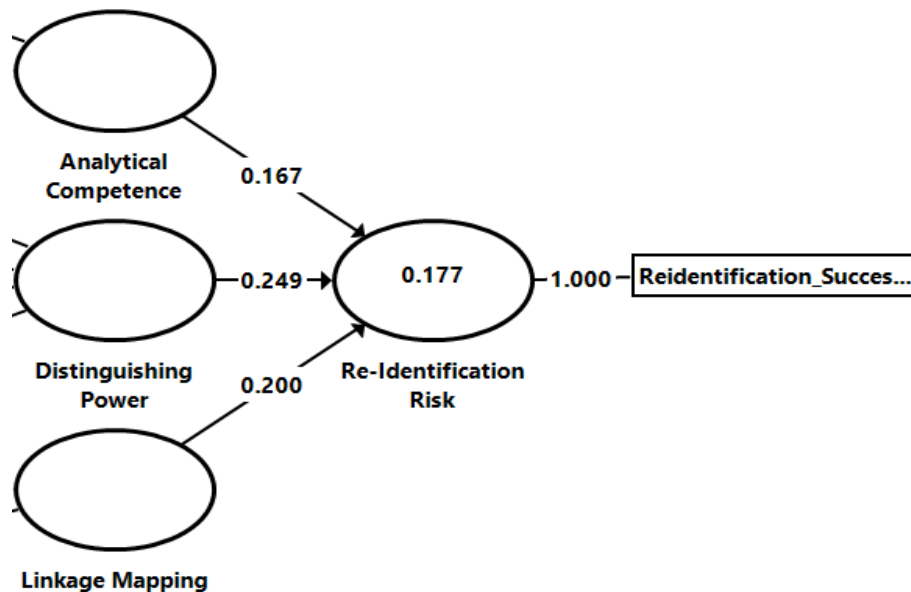 Analytical
Competence
0.167
0.249
0.177
1.000
Reidentification_Succes...
Distinguishing
Power
Re-Identification
Risk
0.200
Linkage Mapping